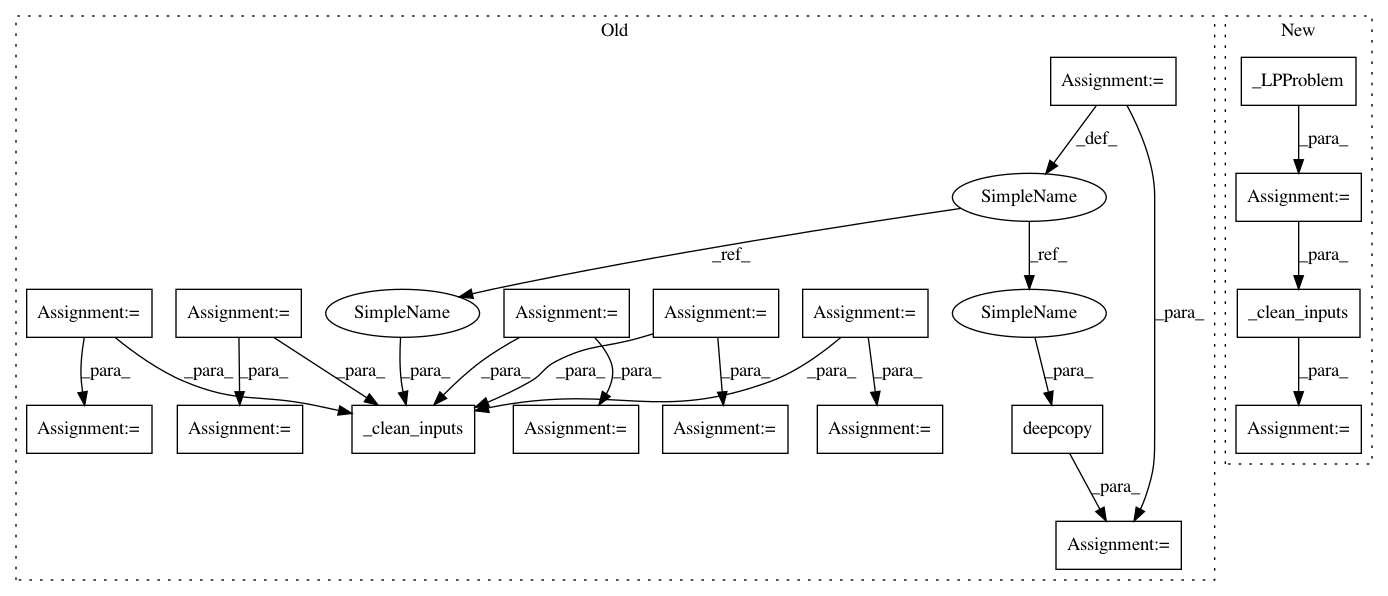 Old
New
Assignment:=
_LPProblem
_def_
_para_
SimpleName
Assignment:=
_ref_
_ref_
_para_
Assignment:=
Assignment:=
SimpleName
Assignment:=
Assignment:=
Assignment:=
SimpleName
_para_
_clean_inputs
_para_
_para_
_para_
_para_
_para_
_para_
_para_
_para_
_para_
_para_
_para_
_para_
_para_
Assignment:=
Assignment:=
_clean_inputs
Assignment:=
Assignment:=
Assignment:=
deepcopy
Assignment:=
_para_
Assignment:=